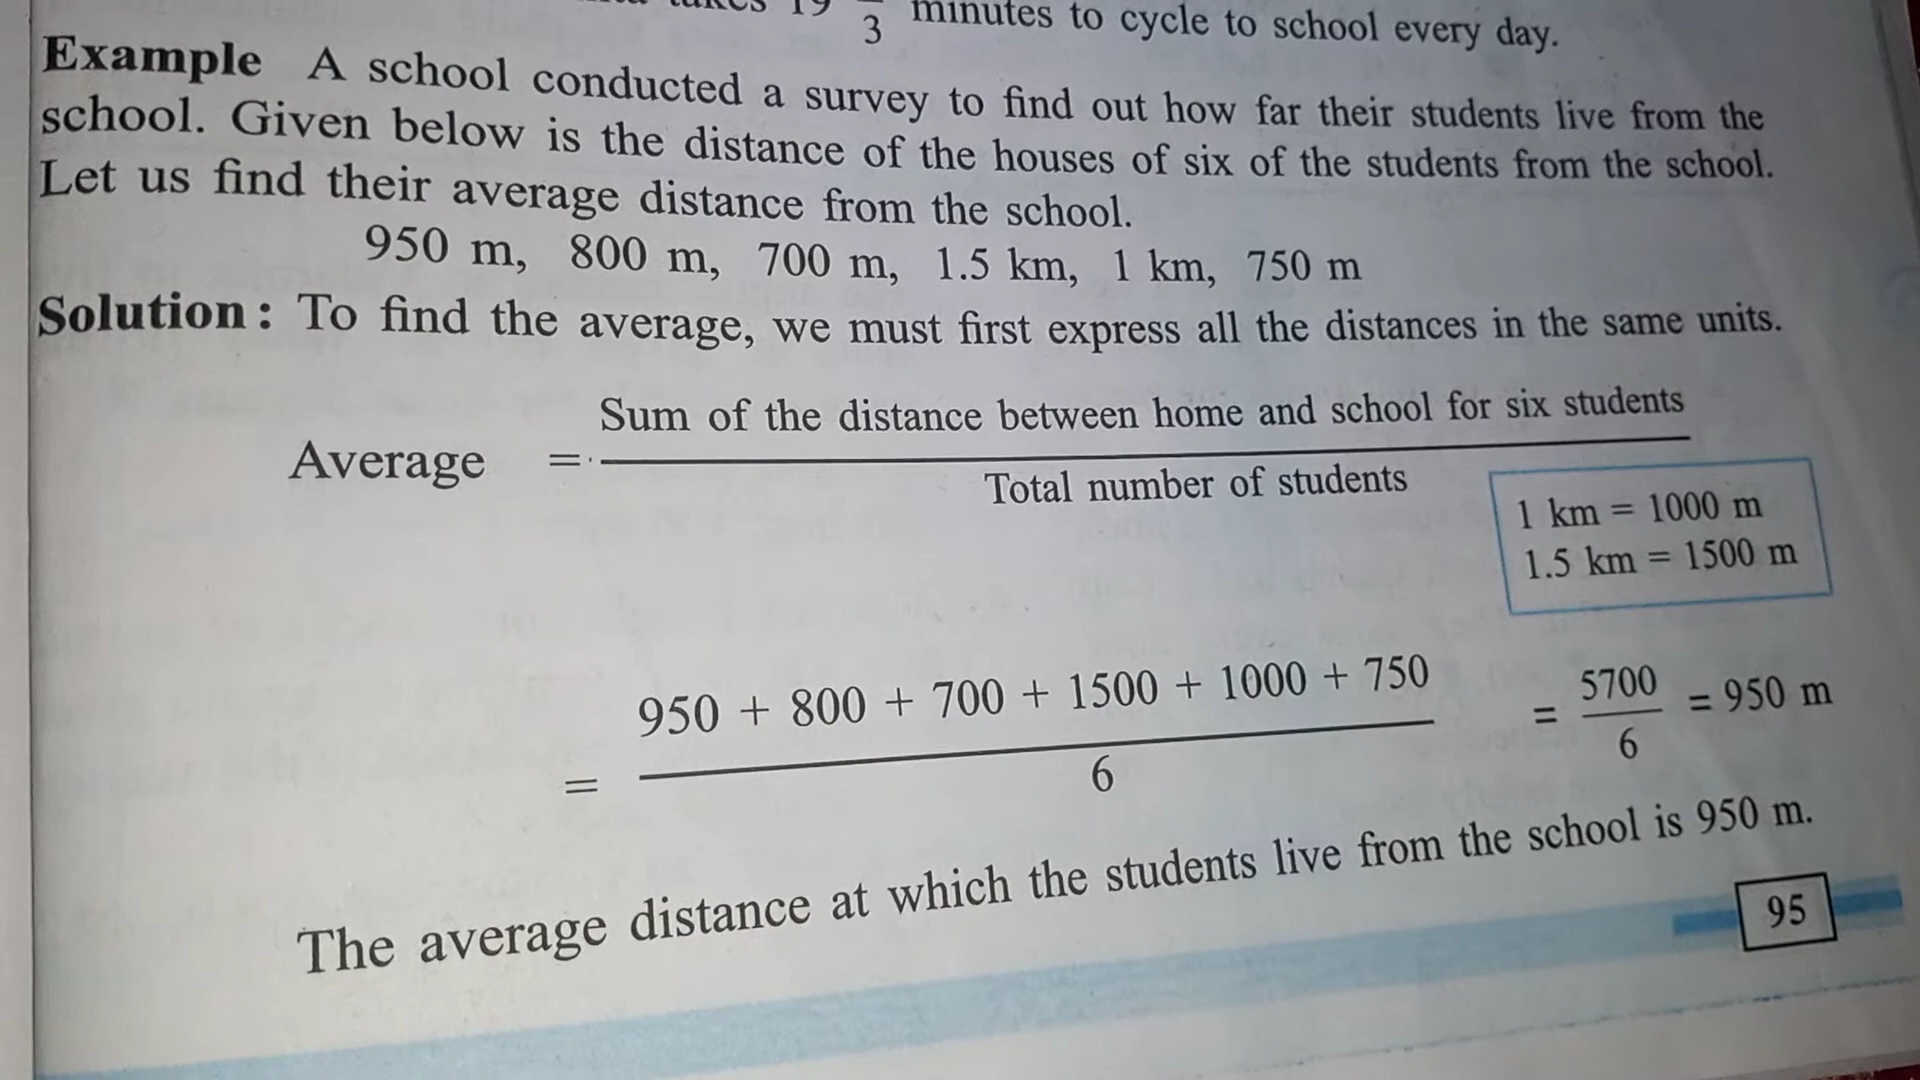 takes 19 /3 minutes to cycle to school every day.
Example A school conducted a survey to find out how far their students live from the
school. Given below is the distance of the houses of six of the students from the school.
Let us find their average distance from the school.
950 m, 800 m, 700 m, 1.5 km, 1 km, 750 m
Solution : To find the average, we must first express all the distances in the same units.
Sum of the distance between home and school for six students
Average =
Total number of students
1 km = 1000 m
1.5 km = 1500 m
950 + 800 + 700 + 1500 + 1000 + 750
= 5700/6 = 950 m
=
6
The average distance at which the students live from the school is 950 m.
95